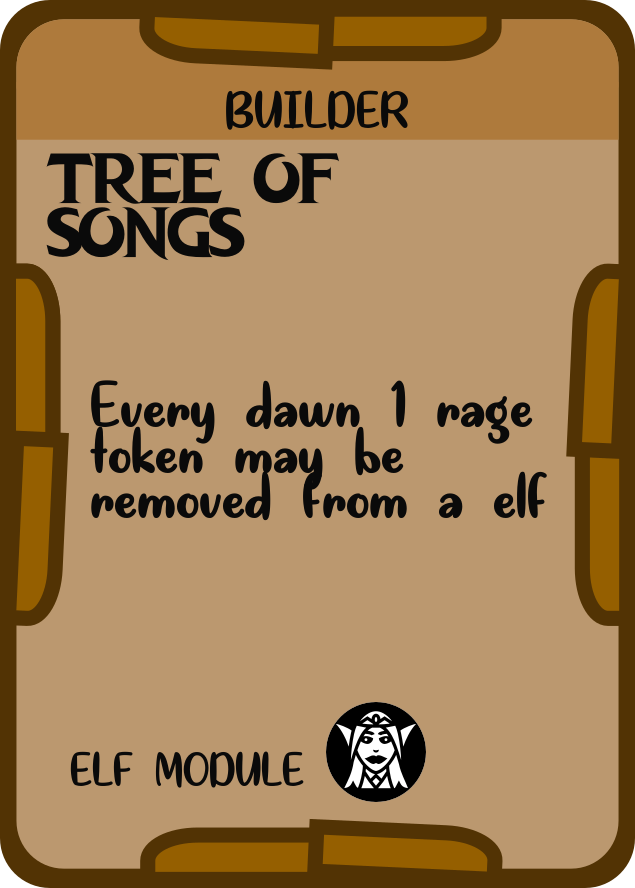 BUILDER
TREE OF
SONGS
Every dawn 1 rage
token may be
removed from a elf
ELF MODULE